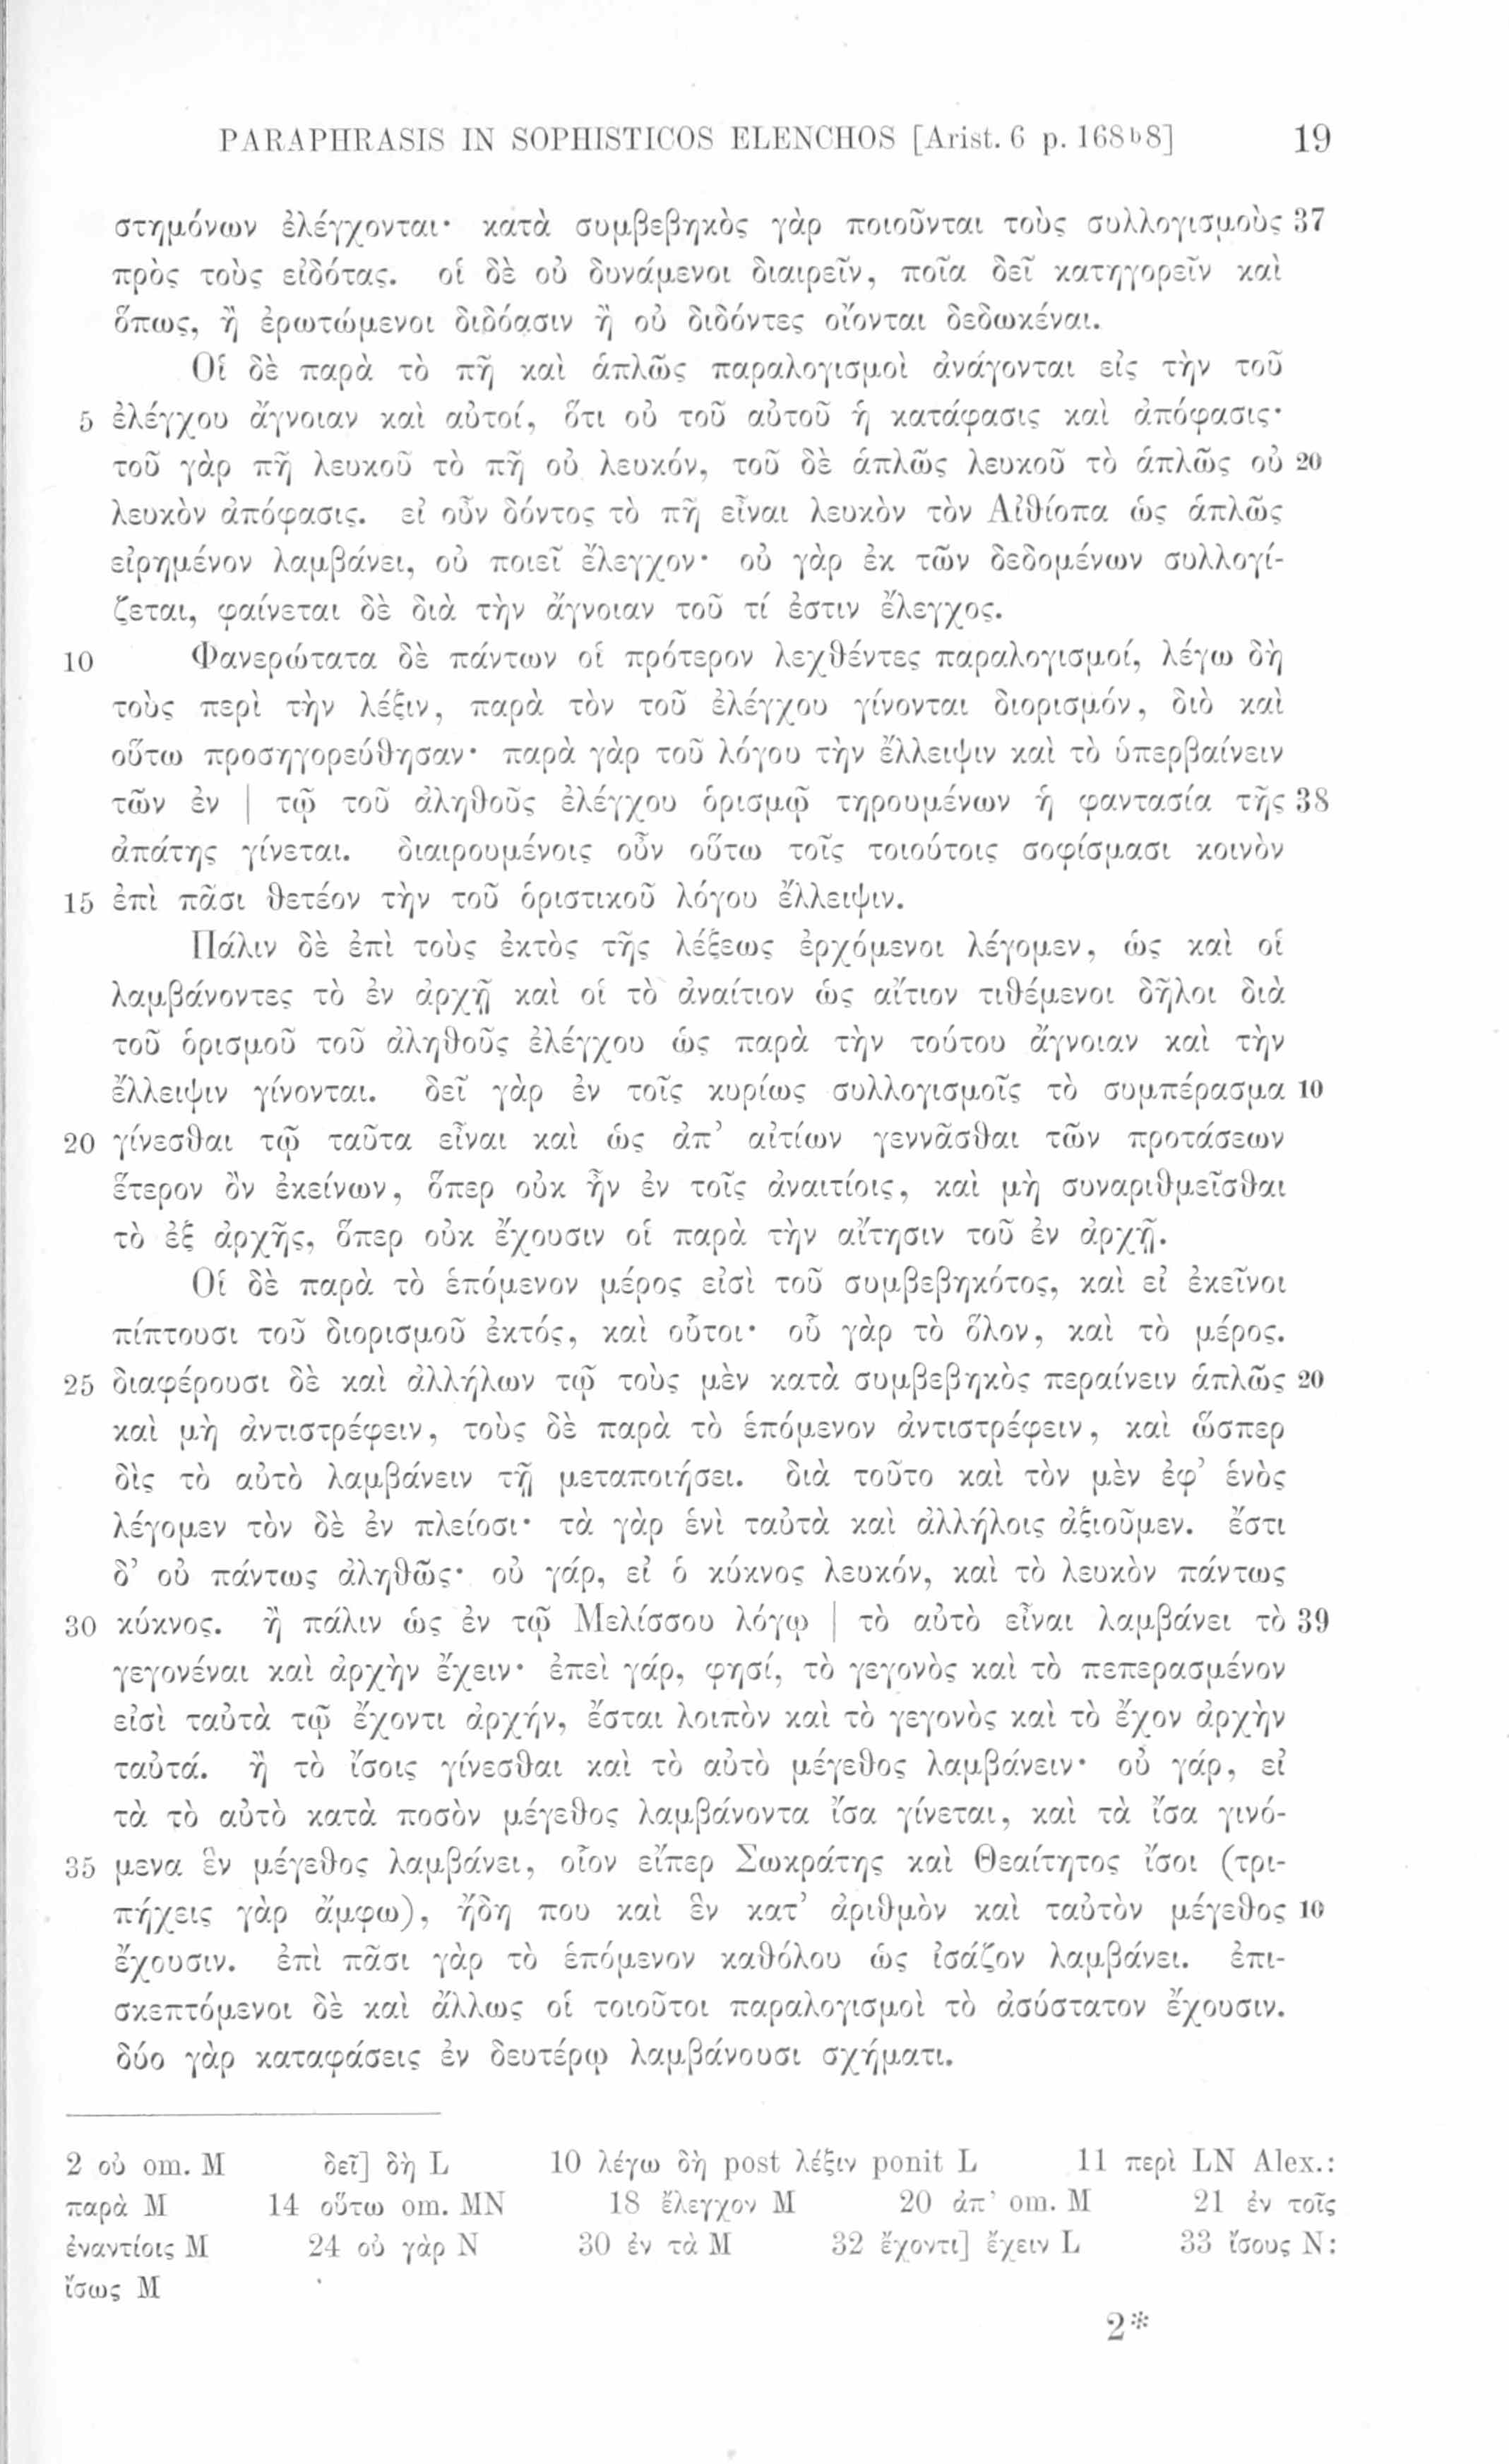 PARAPHRASIS IN SOPHISTICOS ELENCHOS [Arist. 6 p. 168ᵇ8] 19
στημόνων ἐλέγχονται· κατὰ συμβεβηκὸς γὰρ ποιοῦνται τοὺς συλλογισμοὺς 37
πρὸς τοὺς εἰδότας. οἱ δὲ οὐ δυνάμενοι διαιρεῖν, ποῖα δεῖ κατηγορεῖν καὶ
ὅπως, ἢ ἐρωτώμενοι διδόασιν ἢ οὐ διδόντες οἴονται δεδωκέναι.
Οἱ δὲ παρὰ τὸ πῆ καὶ ἁπλῶς παραλογισμοὶ ἀνάγονται εἰς τὴν τοῦ
5 ἐλέγχου ἄγνοιαν καὶ αὐτοί, ὅτι οὐ τοῦ αὐτοῦ ἡ κατάφασις καὶ ἀπόφασις·
τοῦ γὰρ πῆ λευκοῦ τὸ πῆ οὐ λευκόν, τοῦ δὲ ἁπλῶς λευκοῦ τὸ ἁπλῶς οὐ 20
λευκὸν ἀπόφασις. εἰ οὖν δόντος τὸ πῆ εἶναι λευκὸν τὸν Αἰθίοπα ὡς ἁπλῶς
εἰρημένον λαμβάνει, οὐ ποιεῖ ἔλεγχον· οὐ γὰρ ἐκ τῶν δεδομένων συλλογί-
ζεται, φαίνεται δὲ διὰ τὴν ἄγνοιαν τοῦ τί ἐστιν ἔλεγχος.
10 Φανερώτατα δὲ πάντων οἱ πρότερον λεχθέντες παραλογισμοί, λέγω δὴ
τοὺς περὶ τὴν λέξιν, παρὰ τὸν τοῦ ἐλέγχου γίνονται διορισμόν, διὸ καὶ
οὕτω προσηγορεύθησαν· παρὰ γὰρ τοῦ λόγου τὴν ἔλλειψιν καὶ τὸ ὑπερβαίνειν
τῶν ἐν | τῷ τοῦ ἀληθοῦς ἐλέγχου ὁρισμῷ τηρουμένων ἡ φαντασία τῆς 38
ἀπάτης γίνεται. διαιρουμένοις οὖν οὕτω τοῖς τοιούτοις σοφίσμασι κοινὸν
15 ἐπὶ πᾶσι θετέον τὴν τοῦ ὁριστικοῦ λόγου ἔλλειψιν.
Πάλιν δὲ ἐπὶ τοὺς ἐκτὸς τῆς λέξεως ἐρχόμενοι λέγομεν, ὡς καὶ οἱ
λαμβάνοντες τὸ ἐν ἀρχῇ καὶ οἱ τὸ ἀναίτιον ὡς αἴτιον τιθέμενοι δῆλοι διὰ
τοῦ ὁρισμοῦ τοῦ ἀληθοῦς ἐλέγχου ὡς παρὰ τὴν τούτου ἄγνοιαν καὶ τὴν
ἔλλειψιν γίνονται. δεῖ γὰρ ἐν τοῖς κυρίως συλλογισμοῖς τὸ συμπέρασμα 10
20 γίνεσθαι τῷ ταῦτα εἶναι καὶ ὡς ἀπ’ αἰτίων γεννᾶσθαι τῶν προτάσεων
ἕτερον ὂν ἐκείνων, ὅπερ οὐκ ἦν ἐν τοῖς ἀναιτίοις, καὶ μὴ συναριθμεῖσθαι
τὸ ἐξ ἀρχῆς, ὅπερ οὐκ ἔχουσιν οἱ παρὰ τὴν αἴτησιν τοῦ ἐν ἀρχῇ.
Οἱ δὲ παρὰ τὸ ἑπόμενον μέρος εἰσὶ τοῦ συμβεβηκότος, καὶ εἰ ἐκεῖνοι
πίπτουσι τοῦ διορισμοῦ ἐκτός, καὶ οὗτοι· οὗ γὰρ τὸ ὅλον, καὶ τὸ μέρος.
25 διαφέρουσι δὲ καὶ ἀλλήλων τῷ τοὺς μὲν κατὰ συμβεβηκὸς περαίνειν ἁπλῶς 20
καὶ μὴ ἀντιστρέφειν, τοὺς δὲ παρὰ τὸ ἑπόμενον ἀντιστρέφειν, καὶ ὥσπερ
δὶς τὸ αὐτὸ λαμβάνειν τῇ μεταποιήσει. διὰ τοῦτο καὶ τὸν μὲν ἐφ’ ἑνὸς
λέγομεν τὸν δὲ ἐν πλείοσι· τὰ γὰρ ἑνὶ ταὐτὰ καὶ ἀλλήλοις ἀξιοῦμεν. ἔστι
δ’ οὐ πάντως ἀληθῶς· οὐ γάρ, εἰ ὁ κύκνος λευκόν, καὶ τὸ λευκὸν πάντως
30 κύκνος. ἢ πάλιν ὡς ἐν τῷ Μελίσσου λόγῳ | τὸ αὐτὸ εἶναι λαμβάνει τὸ 39
γεγονέναι καὶ ἀρχὴν ἔχειν· ἐπεὶ γάρ, φησί, τὸ γεγονὸς καὶ τὸ πεπερασμένον
εἰσὶ ταὐτὰ τῷ ἔχοντι ἀρχήν, ἔσται λοιπὸν καὶ τὸ γεγονὸς καὶ τὸ ἔχον ἀρχὴν
ταὐτά. ἢ τὸ ἴσοις γίνεσθαι καὶ τὸ αὐτὸ μέγεθος λαμβάνειν· οὐ γάρ, εἰ
τὰ τὸ αὐτὸ κατὰ ποσὸν μέγεθος λαμβάνοντα ἴσα γίνεται, καὶ τὰ ἴσα γινό-
35 μενα ἓν μέγεθος λαμβάνει, οἷον εἴπερ Σωκράτης καὶ Θεαίτητος ἴσοι (τρι-
πήχεις γὰρ ἄμφω), ἤδη που καὶ ἓν κατ’ ἀριθμὸν καὶ ταὐτὸν μέγεθος 10
ἔχουσιν. ἐπὶ πᾶσι γὰρ τὸ ἑπόμενον καθόλου ὡς ἰσάζον λαμβάνει. ἐπι-
σκεπτόμενοι δὲ καὶ ἄλλως οἱ τοιοῦτοι παραλογισμοὶ τὸ ἀσύστατον ἔχουσιν.
δύο γὰρ καταφάσεις ἐν δευτέρῳ λαμβάνουσι σχήματι.
2 οὐ om. M δεῖ] δὴ L 10 λέγω δὴ post λέξιν ponit L 11 περὶ LN Alex.:
παρὰ M 14 οὕτω om. MN 18 ἔλεγχον M 20 ἀπ’ om. M 21 ἐν τοῖς
ἐναντίοις M 24 οὐ γὰρ N 30 ἐν τὰ M 32 ἔχοντι] ἔχειν L 33 ἴσους N:
ἴσως M
2*